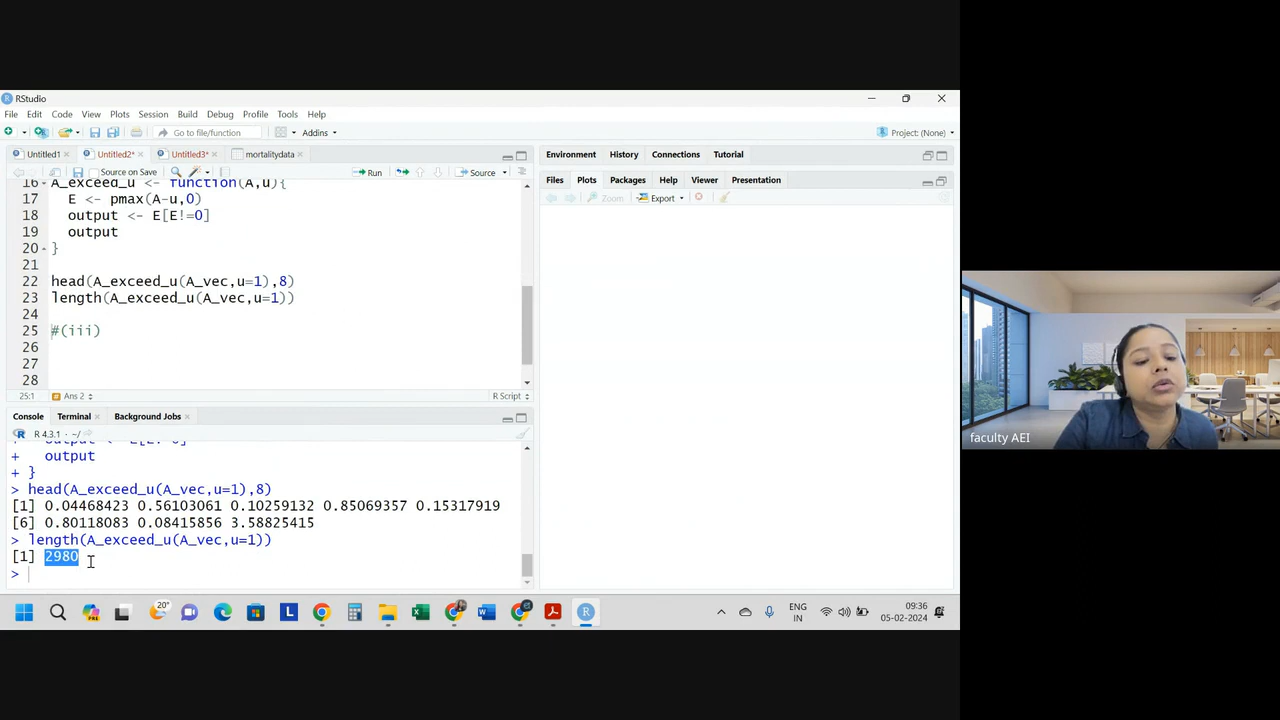 RStudio
File Edit Code View Plots Session Build Debug Profile Tools Help
Go to file/function Addins Project: (None)
Untitled1 Untitled2* Untitled3* mortalitydata
Source on Save Run Source
16 A_exceed_u <- function(A,u){
17 E <- pmax(A-u,0)
18 output <- E[E!=0]
19 output
20 }
21
22 head(A_exceed_u(A_vec,u=1),8)
23 length(A_exceed_u(A_vec,u=1))
24
25 #(iii)
26
27
28
25:1 Ans 2 R Script
Console Terminal Background Jobs
R 4.3.1 · ~/
+ output
+ }
> head(A_exceed_u(A_vec,u=1),8)
[1] 0.04468423 0.56103061 0.10259132 0.85069357 0.15317919
[6] 0.80118083 0.08415856 3.58825415
> length(A_exceed_u(A_vec,u=1))
[1] 2980
>
Environment History Connections Tutorial
Files Plots Packages Help Viewer Presentation
Zoom Export
faculty AEI
20°
PRE
ENG
IN
09:36
05-02-2024